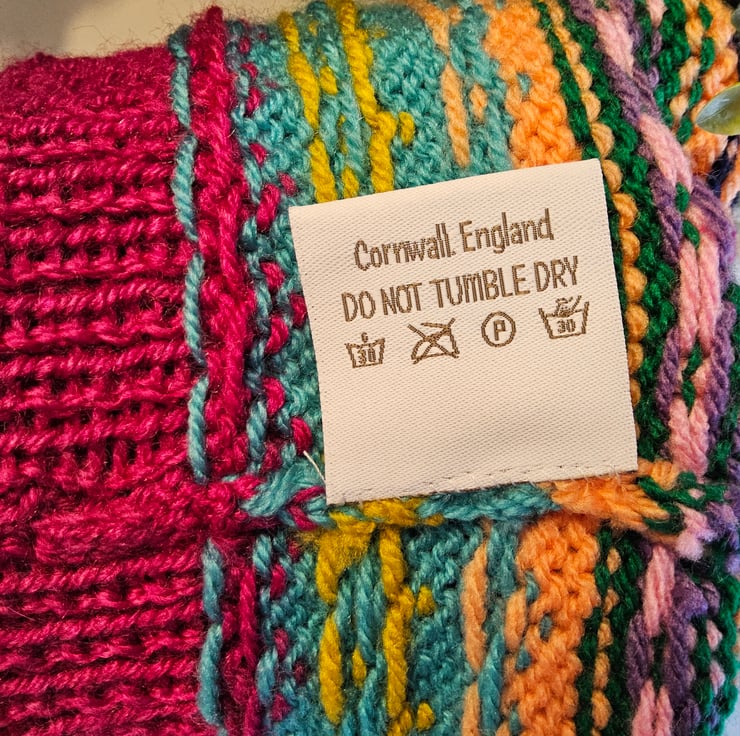 Cornwall. England
DO NOT TUMBLE DRY
C 30 P 30